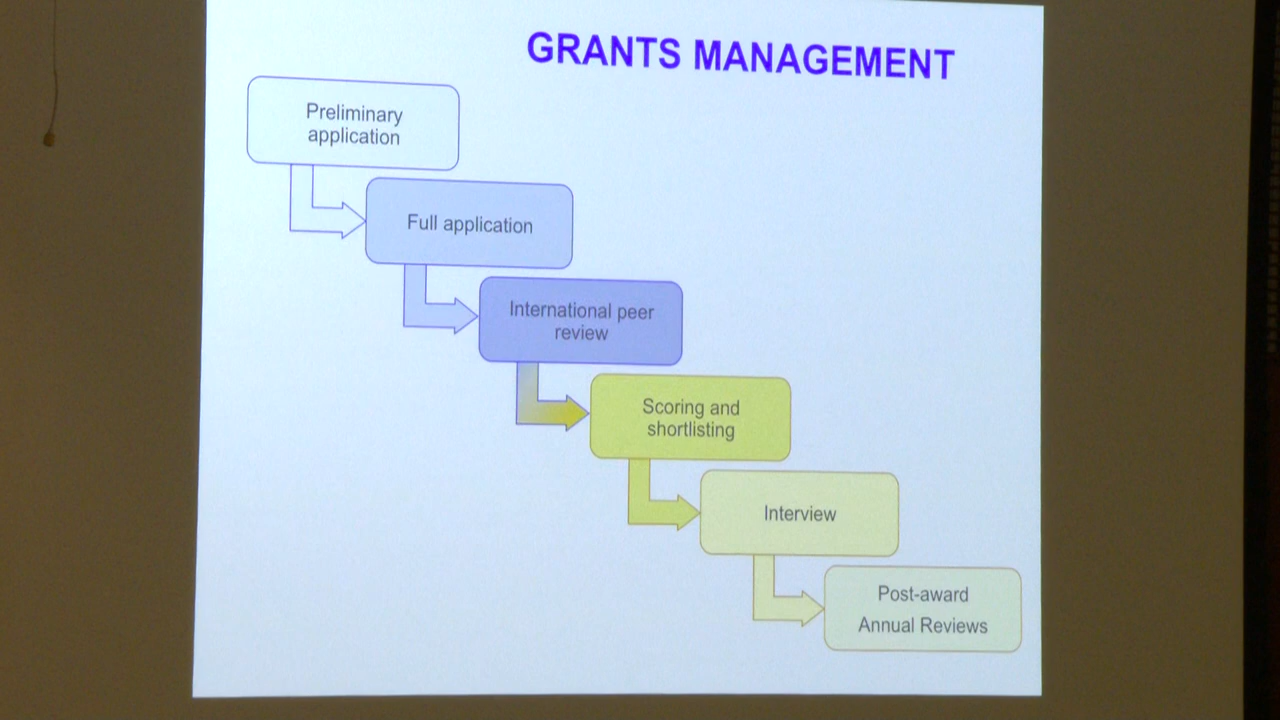 GRANTS MANAGEMENT
Preliminary
application
Full application
International peer
review
Scoring and
shortlisting
Interview
Post-award
Annual Reviews